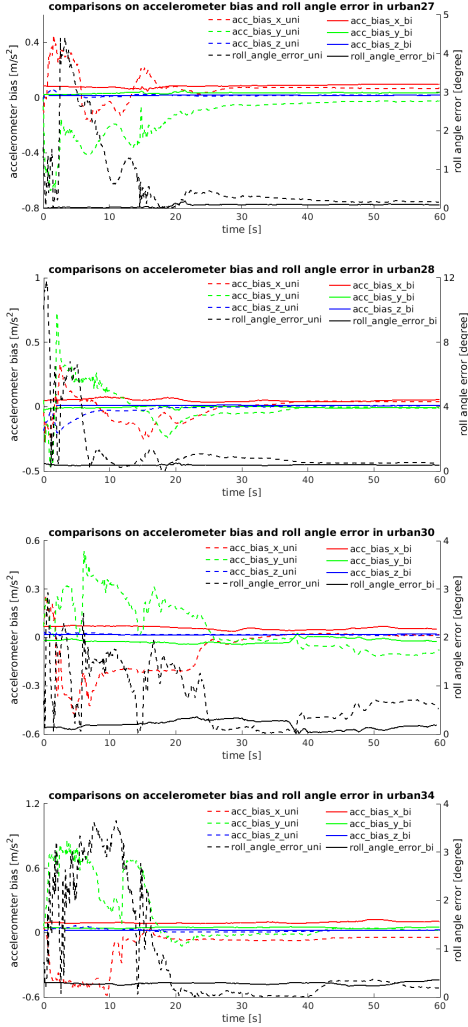 comparisons on accelerometer bias and roll angle error in urban27
acc_bias_x_uni acc_bias_x_bi
acc_bias_y_uni acc_bias_y_bi
acc_bias_z_uni acc_bias_z_bi
roll_angle_error_uni roll_angle_error_bi
accelerometer bias [m/s²]
0.4
0
-0.4
-0.8
roll angle error [degree]
5
4
3
2
1
0
0 10 20 30 40 50 60
time [s]
comparisons on accelerometer bias and roll angle error in urban28
acc_bias_x_uni acc_bias_x_bi
acc_bias_y_uni acc_bias_y_bi
acc_bias_z_uni acc_bias_z_bi
roll_angle_error_uni roll_angle_error_bi
accelerometer bias [m/s²]
1
0.5
0
-0.5
roll angle error [degree]
12
8
4
0
0 10 20 30 40 50 60
time [s]
comparisons on accelerometer bias and roll angle error in urban30
acc_bias_x_uni acc_bias_x_bi
acc_bias_y_uni acc_bias_y_bi
acc_bias_z_uni acc_bias_z_bi
roll_angle_error_uni roll_angle_error_bi
accelerometer bias [m/s²]
0.6
0.3
0
-0.3
-0.6
roll angle error [degree]
4
3
2
1
0
0 10 20 30 40 50 60
time [s]
comparisons on accelerometer bias and roll angle error in urban34
acc_bias_x_uni acc_bias_x_bi
acc_bias_y_uni acc_bias_y_bi
acc_bias_z_uni acc_bias_z_bi
roll_angle_error_uni roll_angle_error_bi
accelerometer bias [m/s²]
1.2
0.6
0
-0.6
roll angle error [degree]
4
3
2
1
0
0 10 20 30 40 50 60
time [s]